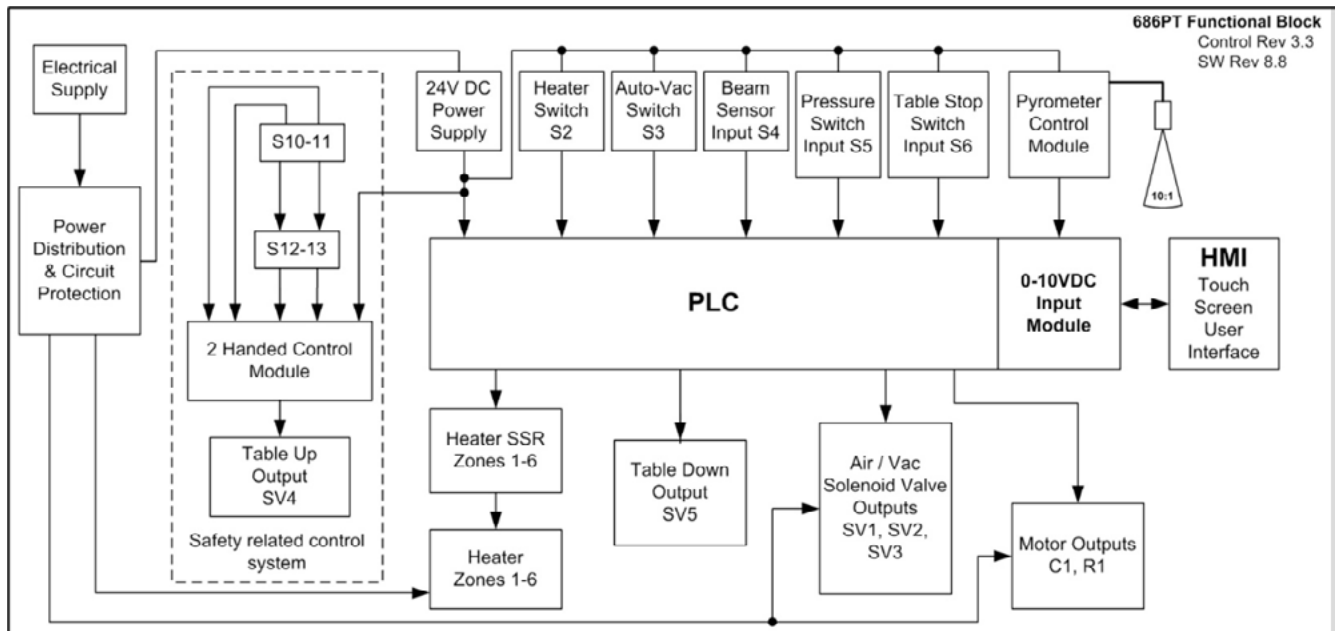 686PT Functional Block
Control Rev 3.3
SW Rev 8.8
Electrical
Supply
Power
Distribution
& Circuit
Protection
S10-11
S12-13
2 Handed Control
Module
Table Up
Output
SV4
Safety related control
system
24V DC
Power
Supply
Heater
Switch
S2
Auto-Vac
Switch
S3
Beam
Sensor
Input S4
Pressure
Switch
Input S5
Table Stop
Switch
Input S6
Pyrometer
Control
Module
10:1
PLC
0-10VDC
Input
Module
HMI
Touch
Screen
User
Interface
Heater SSR
Zones 1-6
Heater
Zones 1-6
Table Down
Output
SV5
Air / Vac
Solenoid Valve
Outputs
SV1, SV2,
SV3
Motor Outputs
C1, R1